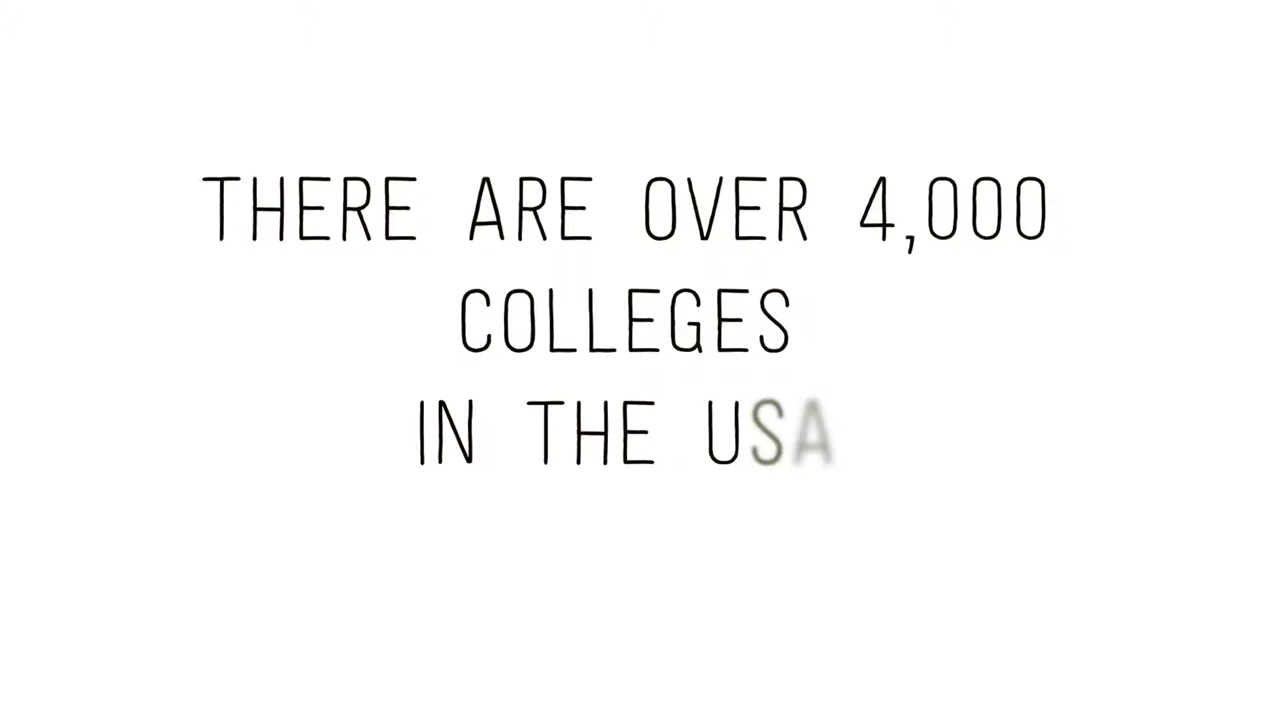 THERE ARE OVER 4,000
COLLEGES
IN THE USA